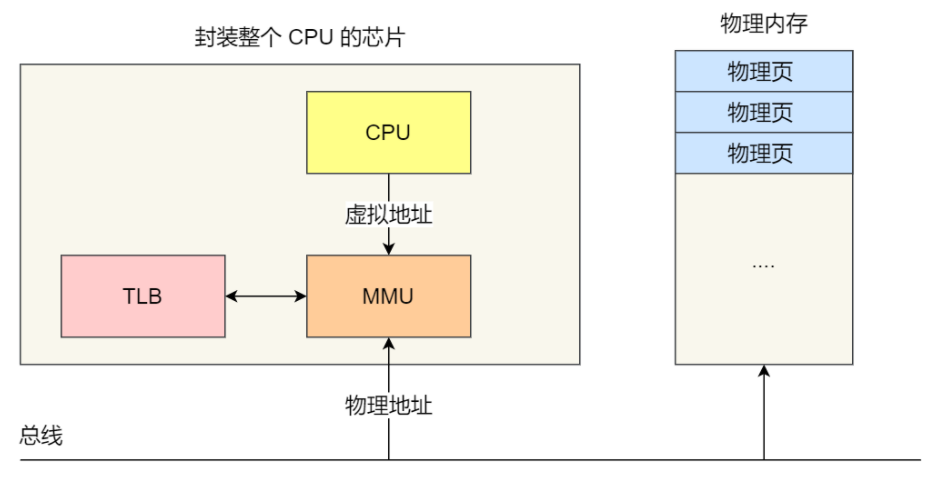 物理内存
封装整个 CPU 的芯片
物理页
物理页
物理页
CPU
虚拟地址
....
TLB
MMU
物理地址
总线